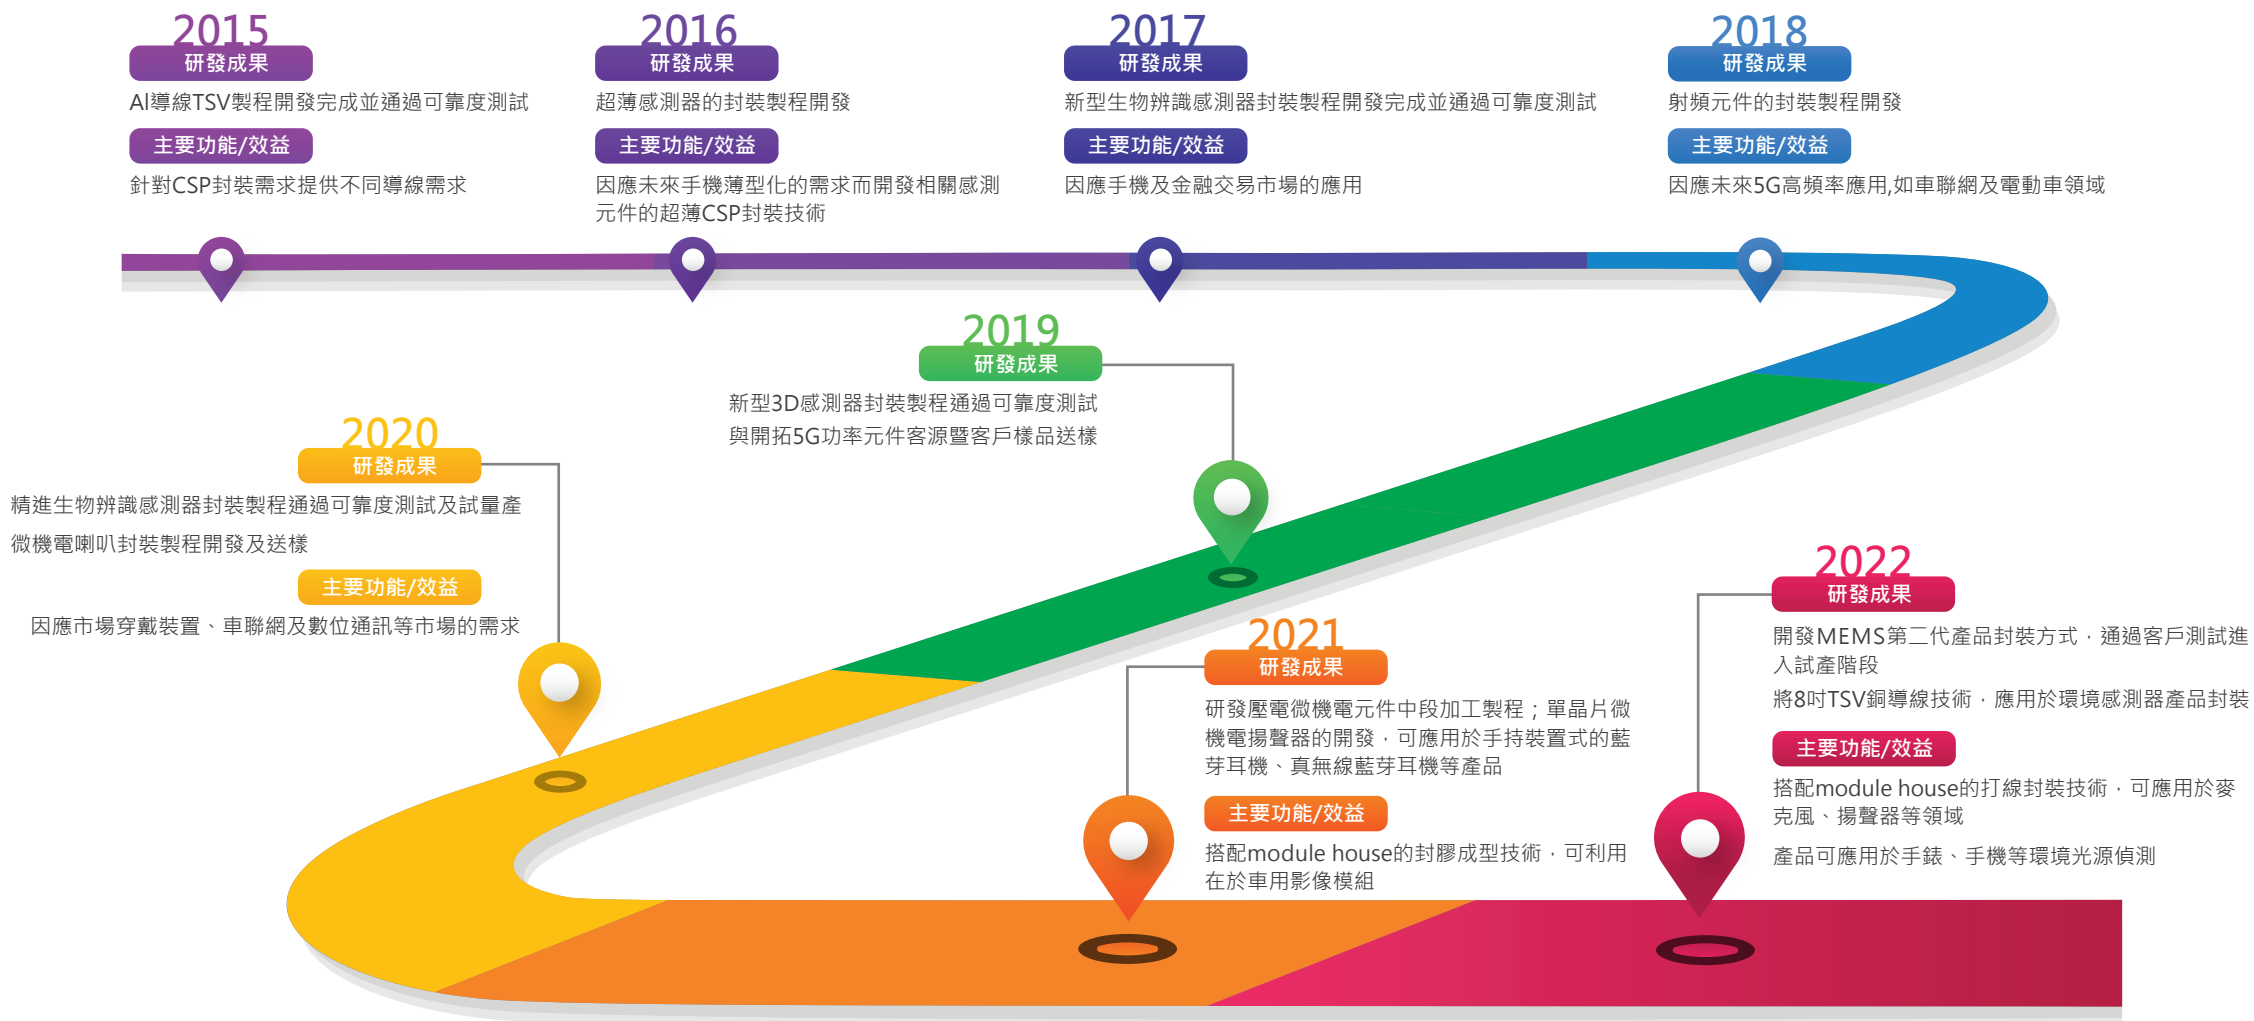 2015
研發成果
Al導線TSV製程開發完成並通過可靠度測試
主要功能/效益
針對CSP封裝需求提供不同導線需求
2016
研發成果
超薄感測器的封裝製程開發
主要功能/效益
因應未來手機薄型化的需求而開發相關感測
元件的超薄CSP封裝技術
2017
研發成果
新型生物辨識感測器封裝製程開發完成並通過可靠度測試
主要功能/效益
因應手機及金融交易市場的應用
2018
研發成果
射頻元件的封裝製程開發
主要功能/效益
因應未來5G高頻率應用,如車聯網及電動車領域
2019
研發成果
新型3D感測器封裝製程通過可靠度測試
與開拓5G功率元件客源暨客戶樣品送樣
2020
研發成果
精進生物辨識感測器封裝製程通過可靠度測試及試量產
微機電喇叭封裝製程開發及送樣
主要功能/效益
因應市場穿戴裝置、車聯網及數位通訊等市場的需求
2021
研發成果
研發壓電微機電元件中段加工製程；單晶片微
機電揚聲器的開發，可應用於手持裝置式的藍
芽耳機、真無線藍芽耳機等產品
主要功能/效益
搭配module house的封膠成型技術，可利用
在於車用影像模組
2022
研發成果
開發MEMS第二代產品封裝方式，通過客戶測試進
入試產階段
將8吋TSV銅導線技術，應用於環境感測器產品封裝
主要功能/效益
搭配module house的打線封裝技術，可應用於麥
克風、揚聲器等領域
產品可應用於手錶、手機等環境光源偵測